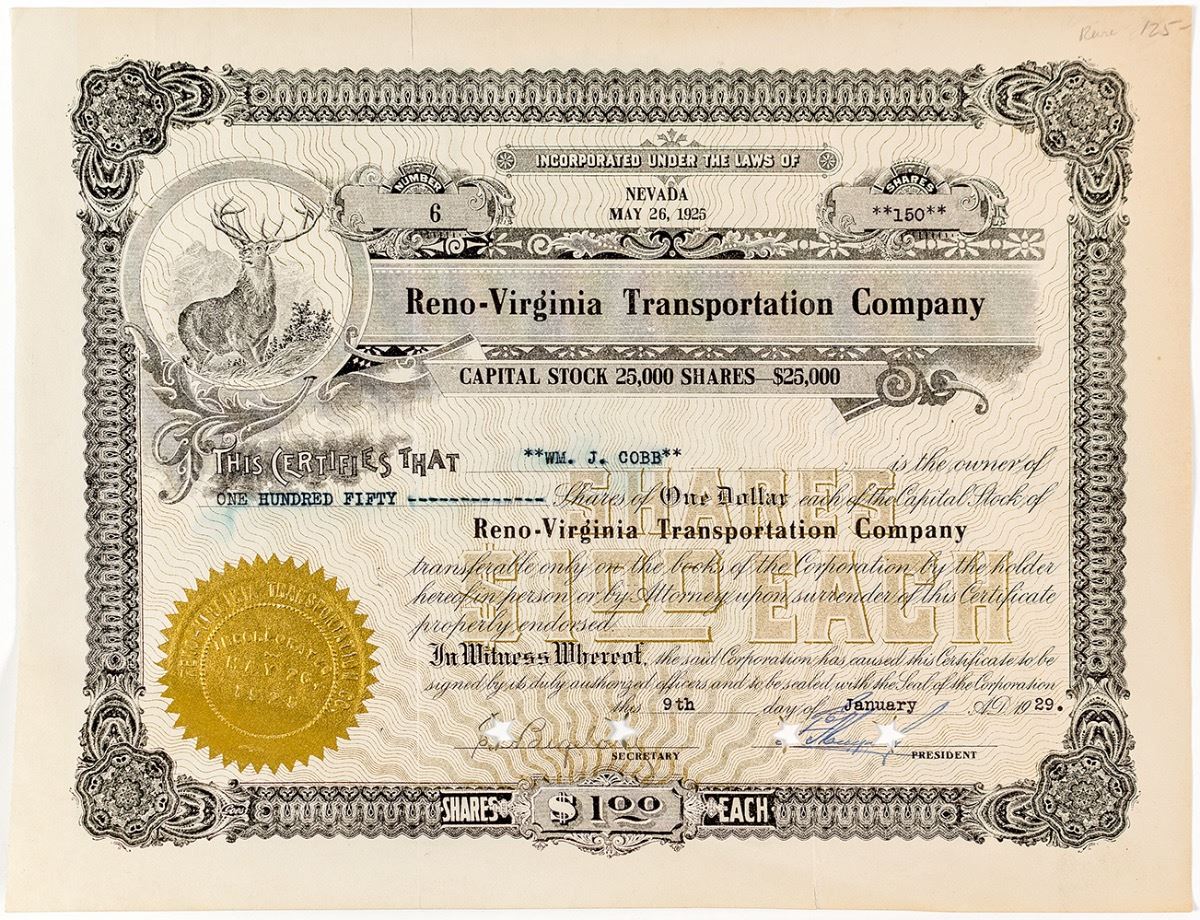 Rare 125-
INCORPORATED UNDER THE LAWS OF
NUMBER
6
NEVADA
MAY 26, 1925
SHARES
**150**
Reno-Virginia Transportation Company
CAPITAL STOCK 25,000 SHARES—$25,000
THIS CERTIFIES THAT **WM. J. COBB** is the owner of
ONE HUNDRED FIFTY ------------- Shares of One Dollar each of the Capital Stock of
Reno-Virginia Transportation Company
transferable only on the books of the Corporation by the holder
hereof in person or by Attorney upon surrender of this Certificate
properly endorsed.
SHARES
$1.00 EACH
In Witness Whereof, the said Corporation has caused this Certificate to be
signed by its duly authorized officers and to be sealed with the Seal of the Corporation
this 9th day of January A.D. 1929.
SECRETARY
PRESIDENT
SHARES $1.00 EACH